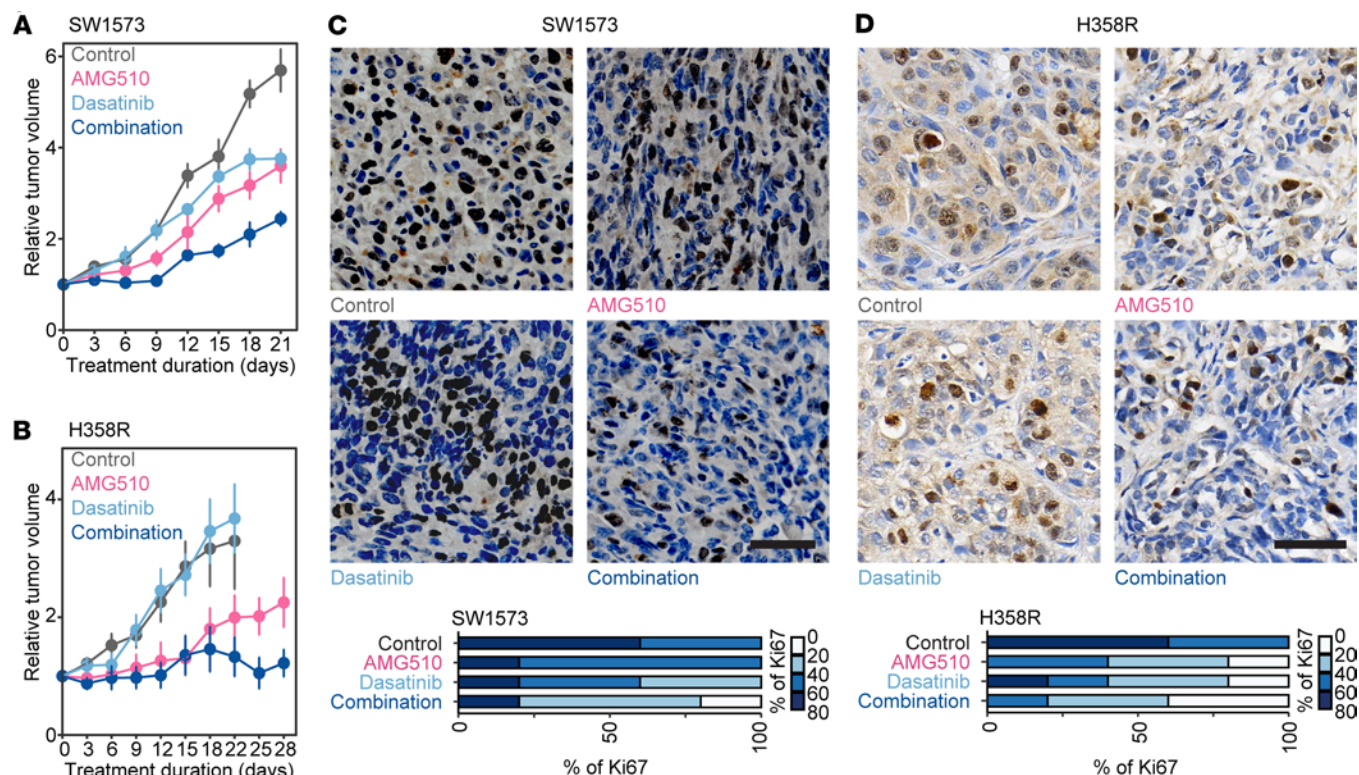 A
SW1573
Control
AMG510
Dasatinib
Combination
Relative tumor volume
6
4
2
0
0 3 6 9 12 15 18 21
Treatment duration (days)
B
H358R
Control
AMG510
Dasatinib
Combination
Relative tumor volume
4
2
0
0 3 6 9 12 15 18 22 25 28
Treatment duration (days)
C
SW1573
Control
AMG510
Dasatinib
Combination
SW1573
Control
AMG510
Dasatinib
Combination
0
50
100
% of Ki67
% of Ki67
0
20
40
60
80
D
H358R
Control
AMG510
Dasatinib
Combination
H358R
Control
AMG510
Dasatinib
Combination
0
50
100
% of Ki67
% of Ki67
0
20
40
60
80